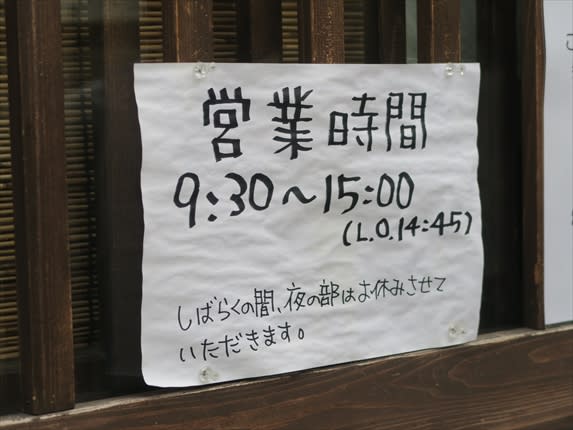 営業時間
9:30~15:00
(L.O.14:45)
しばらくの間、夜の部はお休みさせて
いただきます。